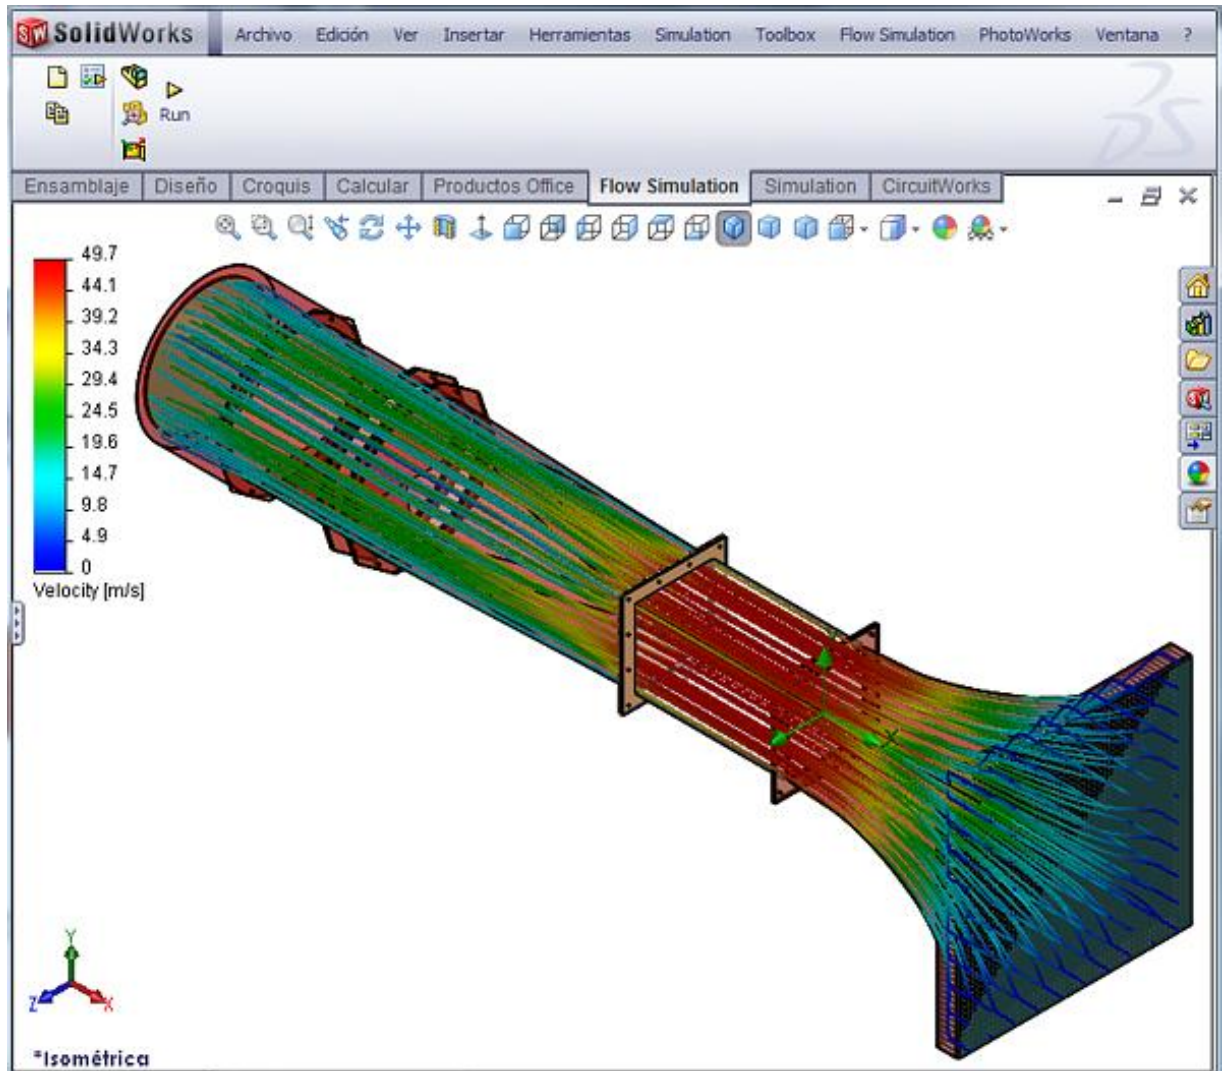 SolidWorks Archivo Edición Ver Insertar Herramientas Simulation Toolbox Flow Simulation PhotoWorks Ventana ?
Run
Ensamblaje Diseño Croquis Calcular Productos Office Flow Simulation Simulation CircuitWorks
49.7
44.1
39.2
34.3
29.4
24.5
19.6
14.7
9.8
4.9
0
Velocity [m/s]
X
Y
Z X
*Isométrica